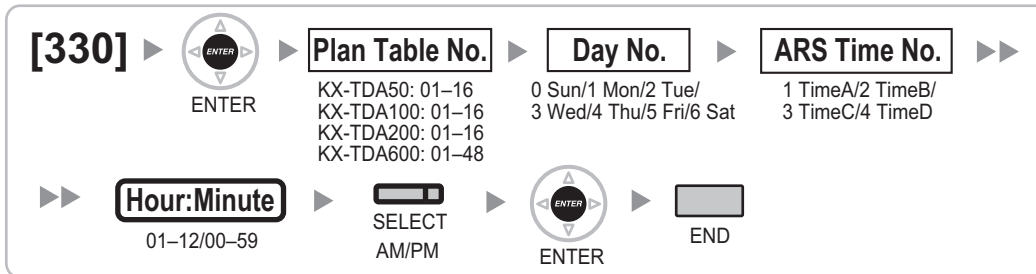 [330] ENTER Plan Table No. Day No. ARS Time No.
ENTER
KX-TDA50: 01–16
KX-TDA100: 01–16
KX-TDA200: 01–16
KX-TDA600: 01–48
0 Sun/1 Mon/2 Tue/
3 Wed/4 Thu/5 Fri/6 Sat
1 TimeA/2 TimeB/
3 TimeC/4 TimeD
Hour:Minute
01–12/00–59
SELECT
AM/PM
ENTER
ENTER
END